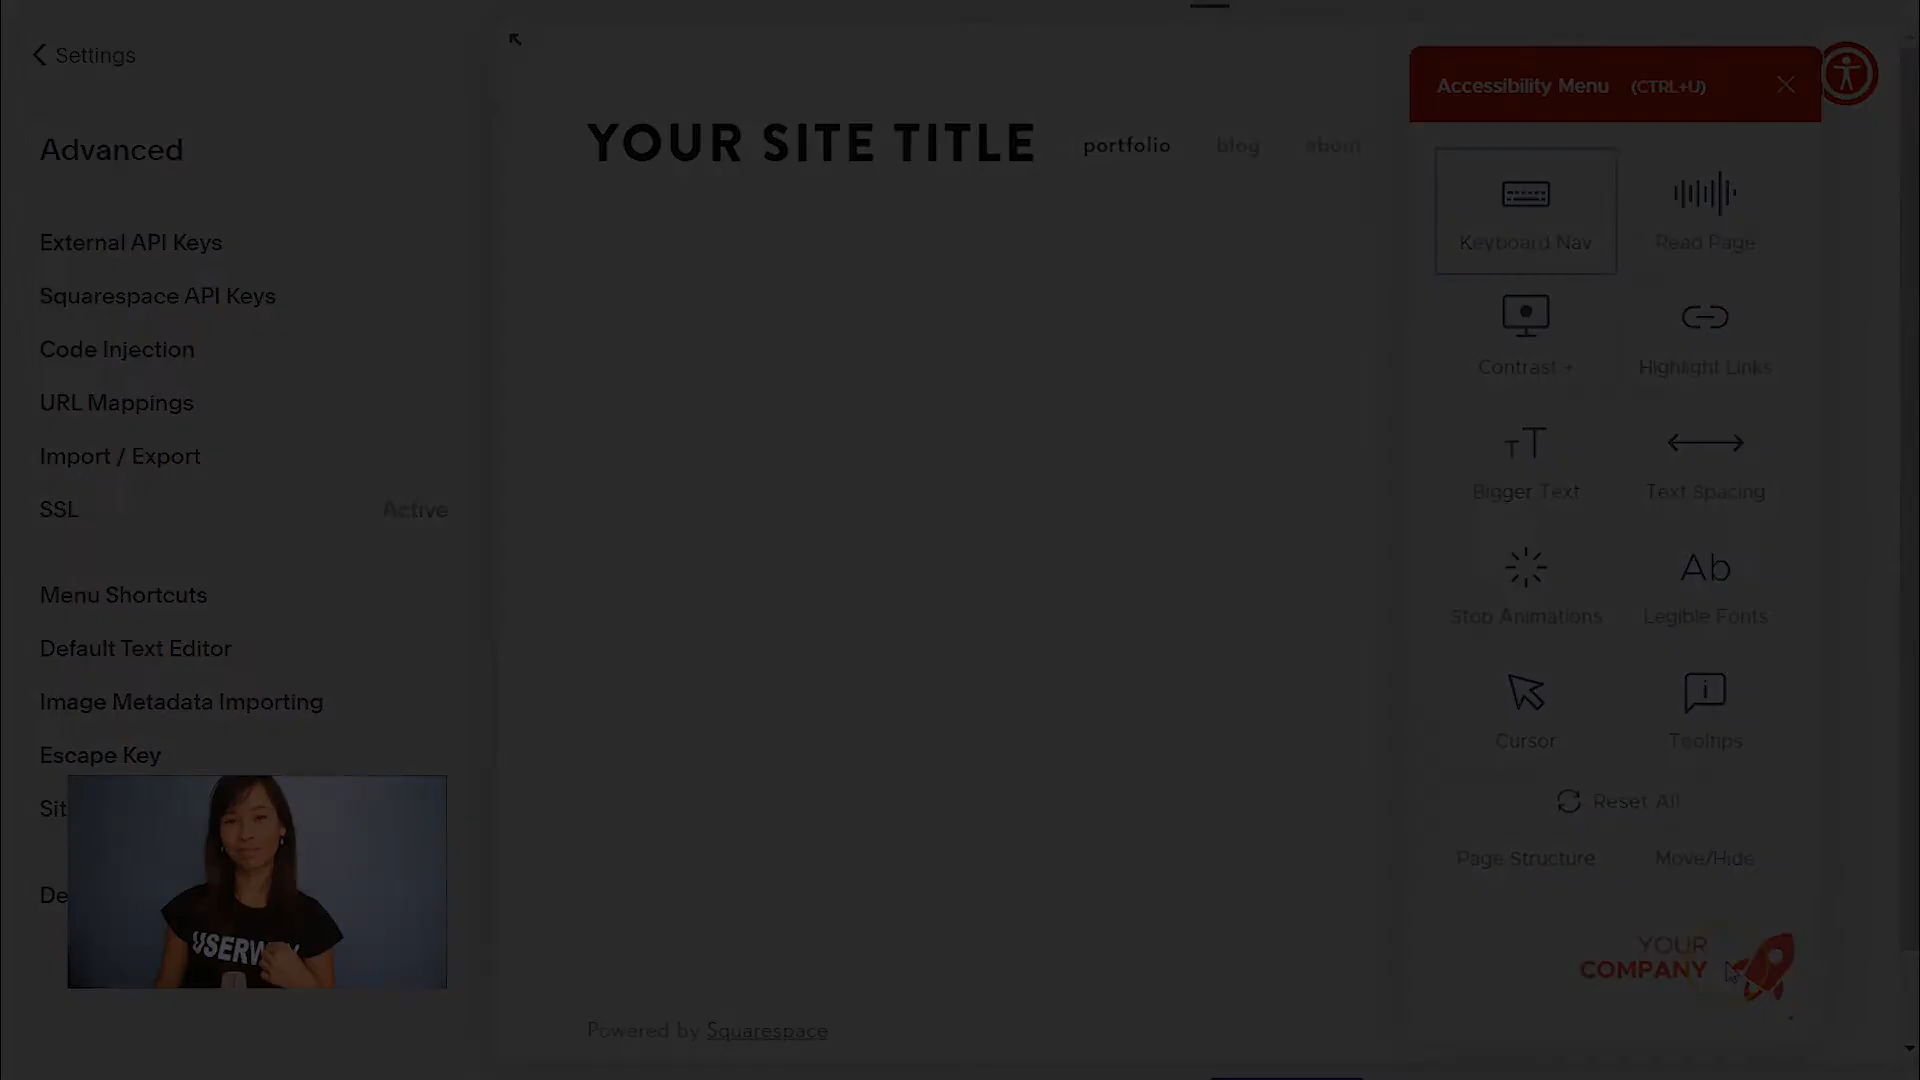 Settings
Advanced
External API Keys
Squarespace API Keys
Code Injection
URL Mappings
Import / Export
SSL Active
Menu Shortcuts
Default Text Editor
Image Metadata Importing
Escape Key
Sit
De
YOUR SITE TITLE portfolio blog about
Powered by Squarespace
Accessibility Menu (CTRL+U)
Keyboard Nav Read Page
Contrast + Highlight Links
Bigger Text Text Spacing
Stop Animations Legible Fonts
Cursor Tooltips
Reset All
Page Structure Move/Hide
YOUR
COMPANY